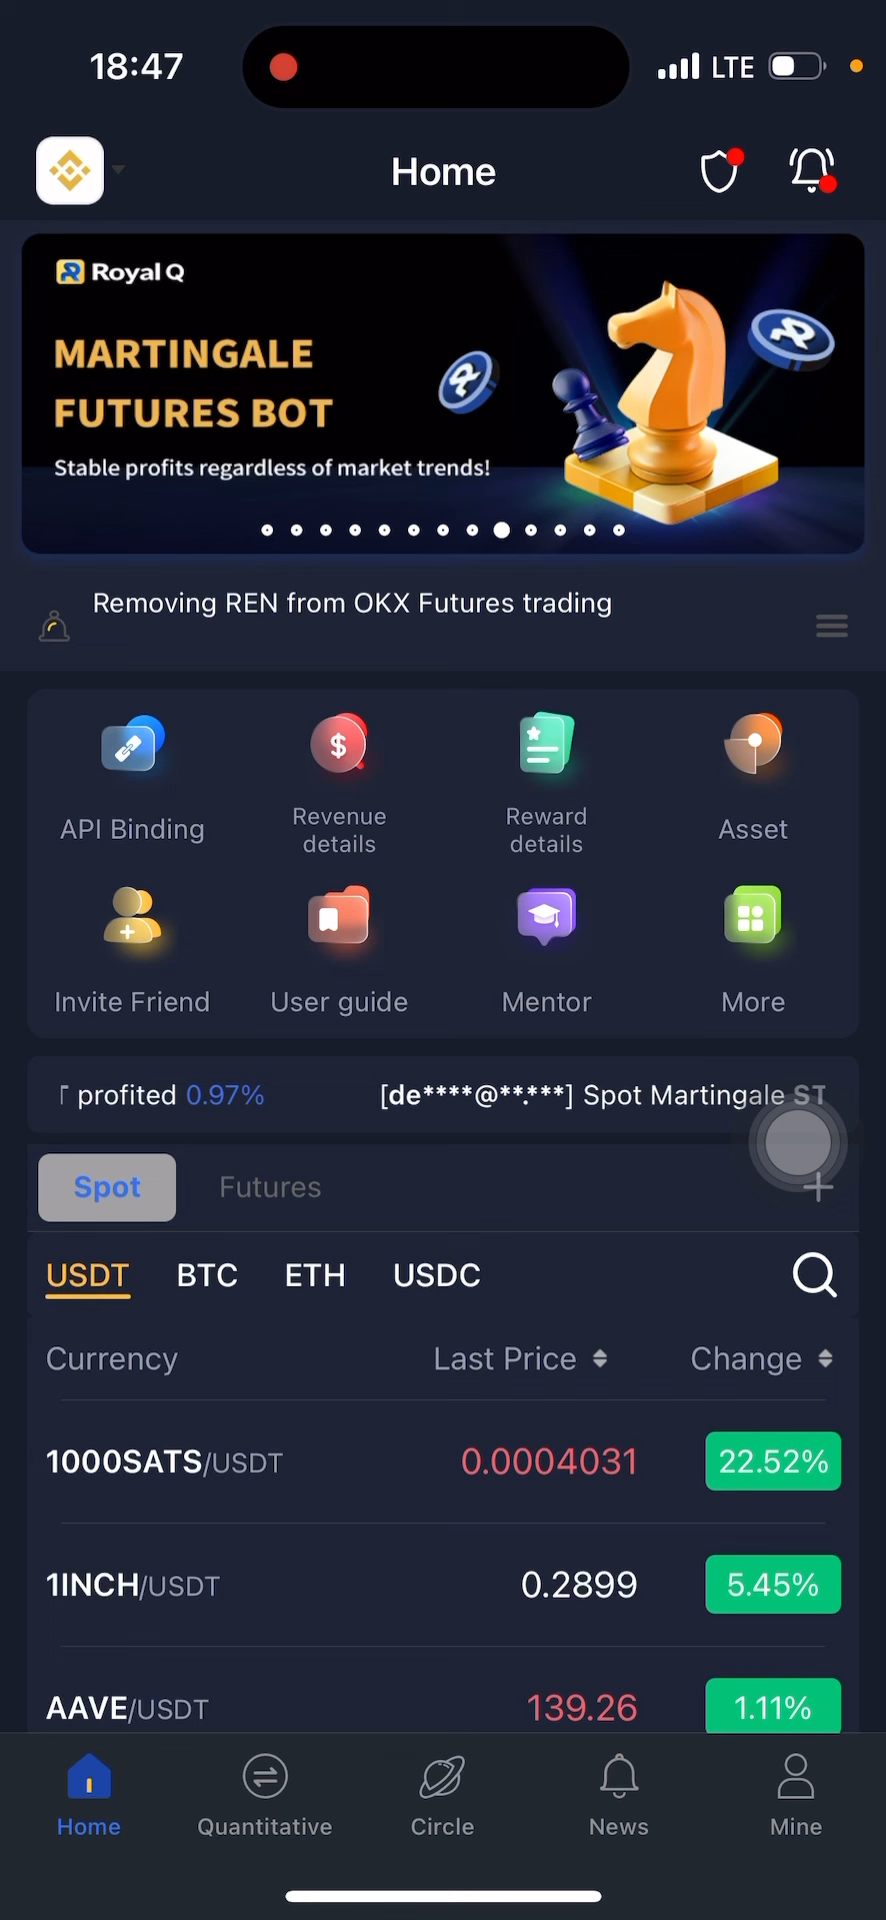 18:47
LTE
Home
Royal Q
MARTINGALE
FUTURES BOT
Stable profits regardless of market trends!
Removing REN from OKX Futures trading
API Binding
Revenue
details
Reward
details
Asset
Invite Friend
User guide
Mentor
More
T profited 0.97%
[de****@**.***] Spot Martingale ST
Spot
Futures
USDT
BTC
ETH
USDC
Currency
Last Price
Change
1000SATS/USDT
0.0004031
22.52%
1INCH/USDT
0.2899
5.45%
AAVE/USDT
139.26
1.11%
Home
Quantitative
Circle
News
Mine